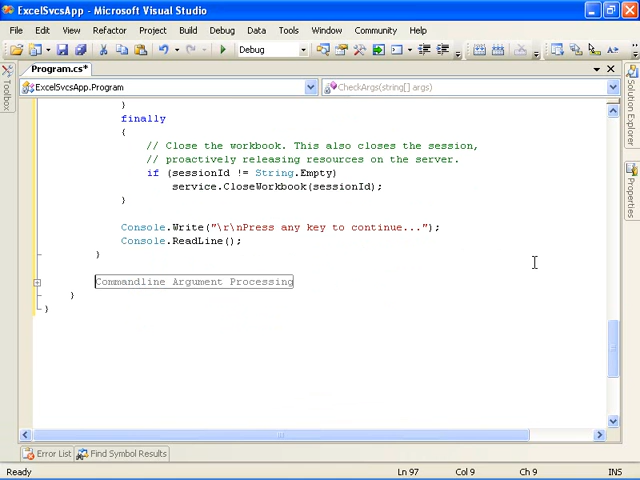 ExcelSvcsApp - Microsoft Visual Studio
File Edit View Refactor Project Build Debug Data Tools Window Community Help
Debug
Program.cs*
ExcelSvcsApp.Program CheckArgs(string[] args)
Toolbox
Solution Explorer
Properties
}
finally
{
// Close the workbook. This also closes the session,
// proactively releasing resources on the server.
if (sessionId != String.Empty)
service.CloseWorkbook(sessionId);
}
Console.Write("\r\nPress any key to continue...");
Console.ReadLine();
}
Commandline Argument Processing
}
}
Error List Find Symbol Results
Ready Ln 97 Col 9 Ch 9 INS